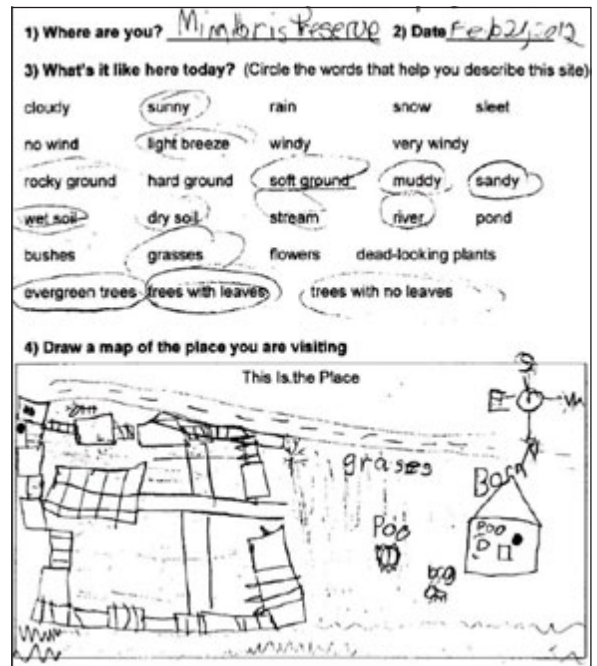 1) Where are you? Mimbris Preserve 2) Date Feb 21, 2012
3) What's it like here today? (Circle the words that help you describe this site)
cloudy sunny rain snow sleet
no wind light breeze windy very windy
rocky ground hard ground soft ground muddy sandy
wet soil dry soil stream river pond
bushes grasses flowers dead-looking plants
evergreen trees trees with leaves trees with no leaves
4) Draw a map of the place you are visiting
This Is the Place
S
E W
grases
Barn
Poo
Poo
D
bog